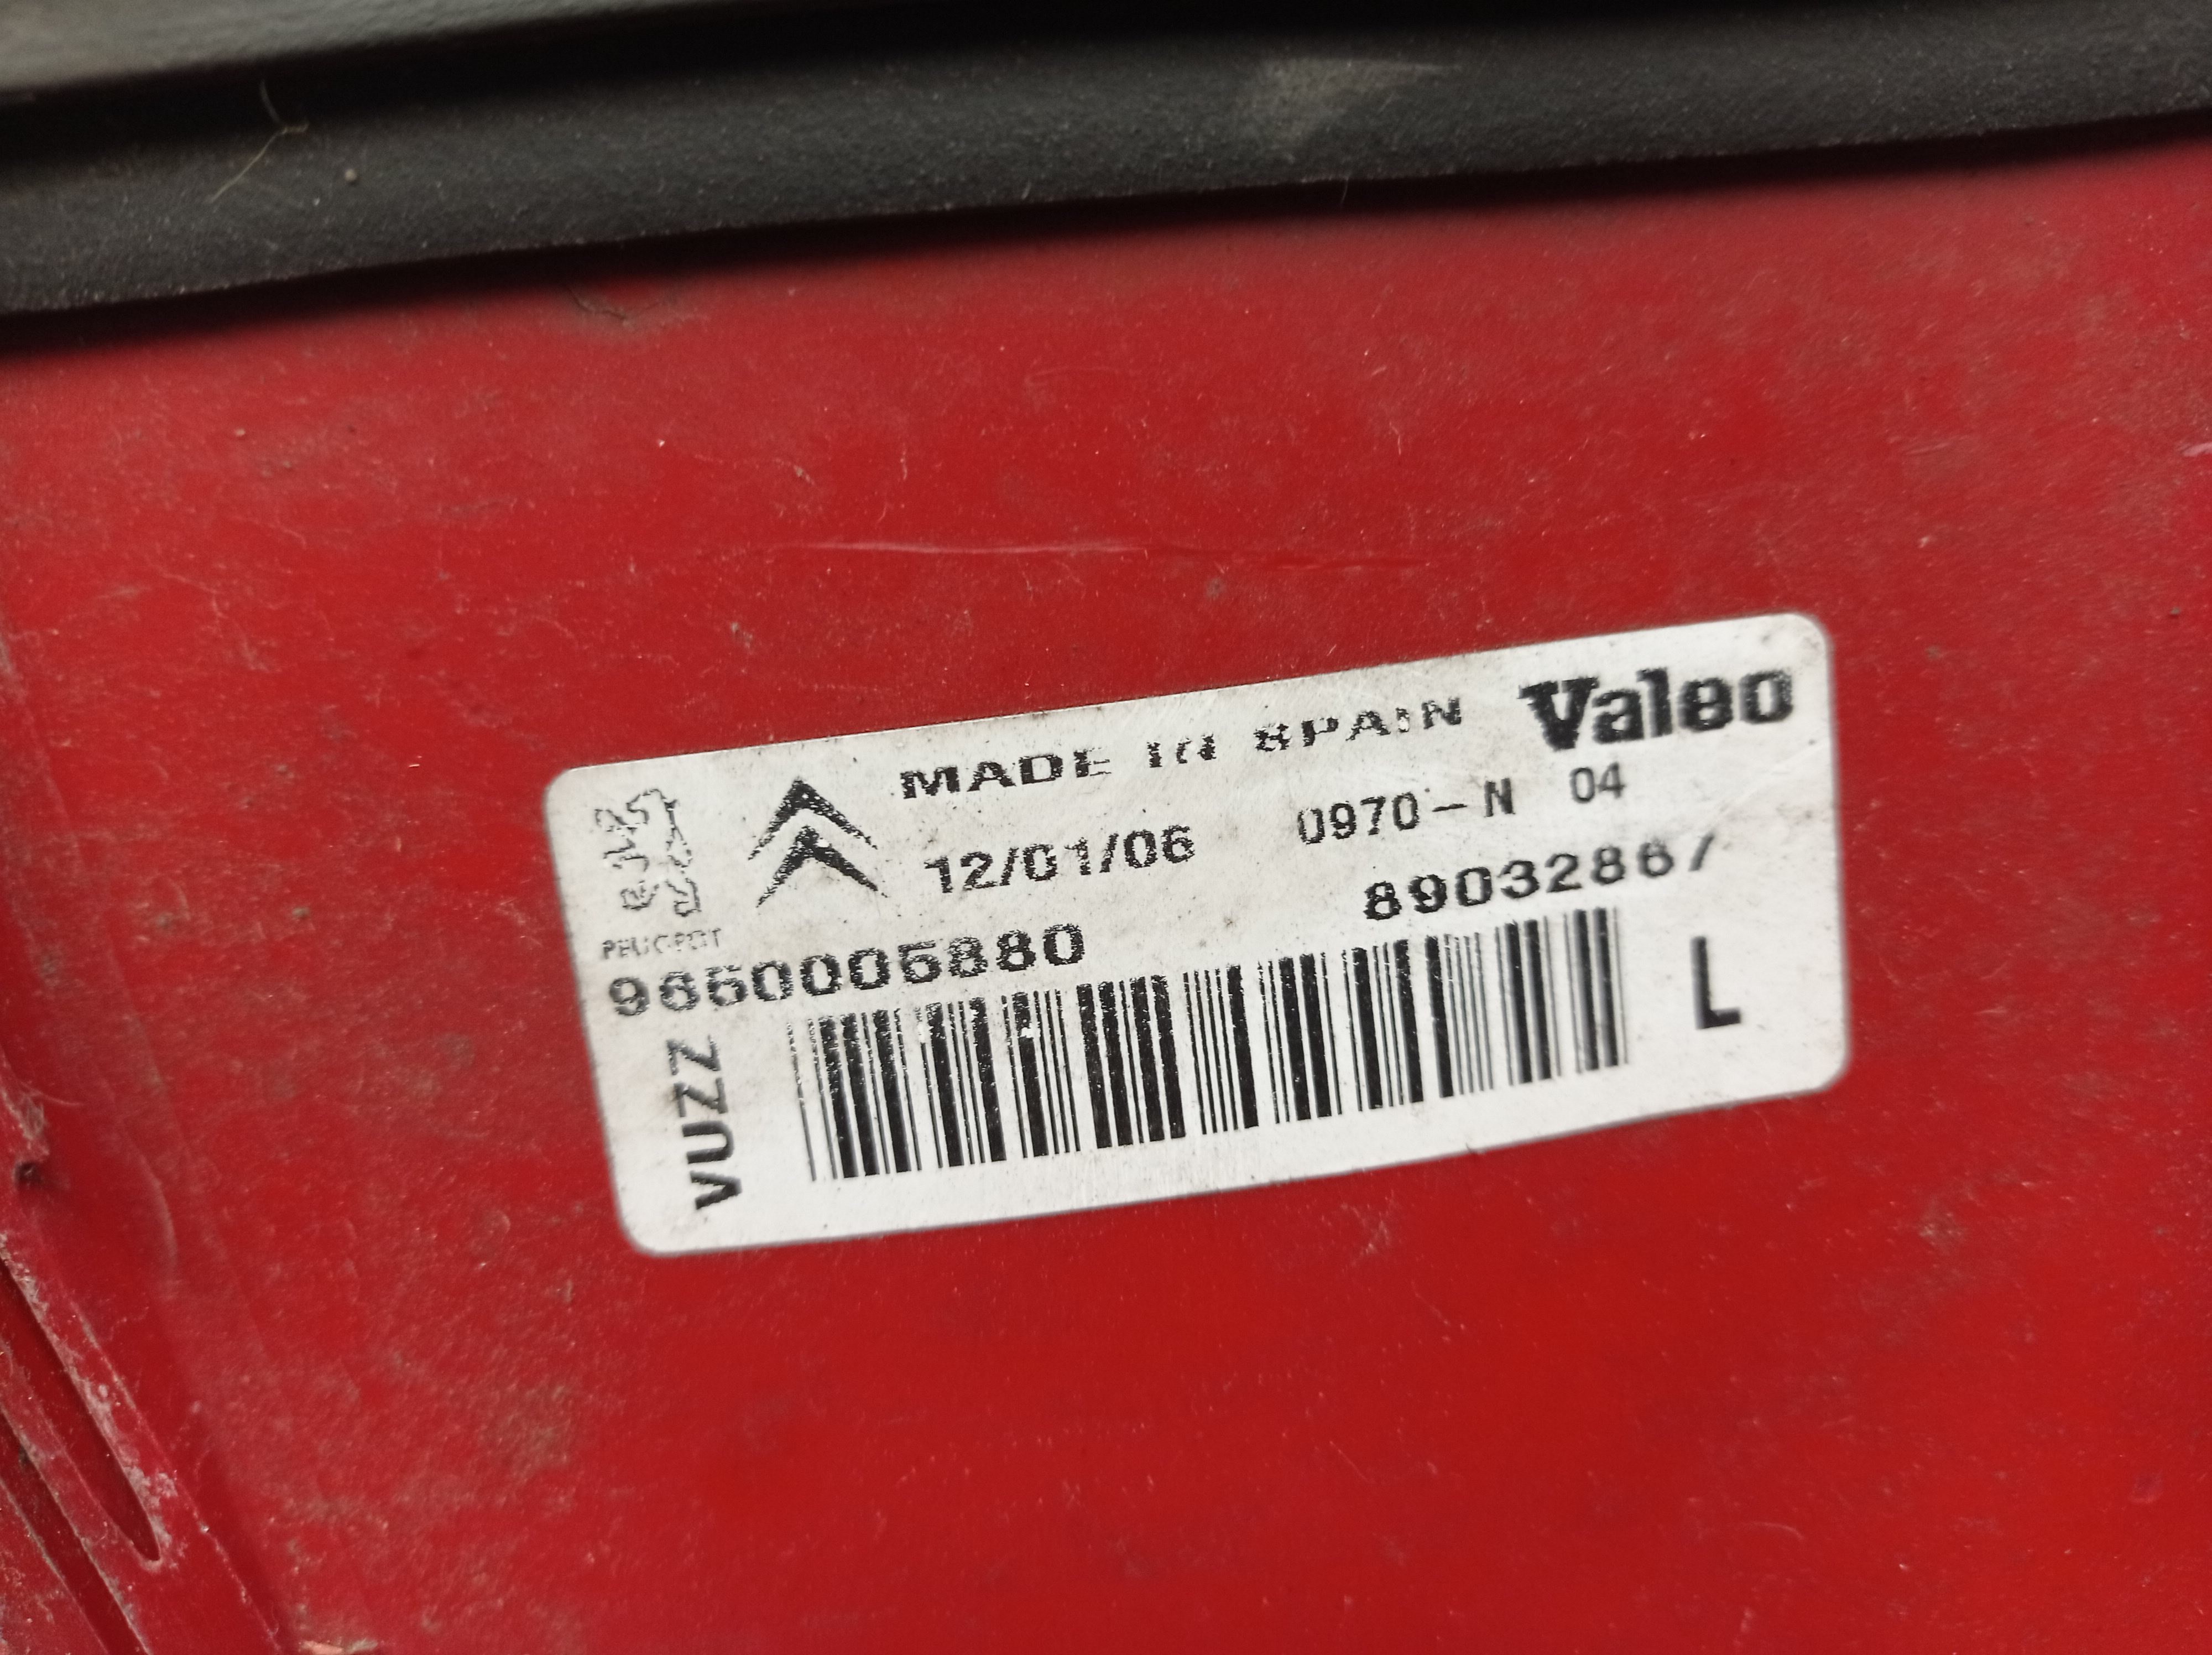 MADE IN SPAIN Valeo
12/01/06 0970-N 04
PEUGEOT
9650005880 89032867
VUZZ
L